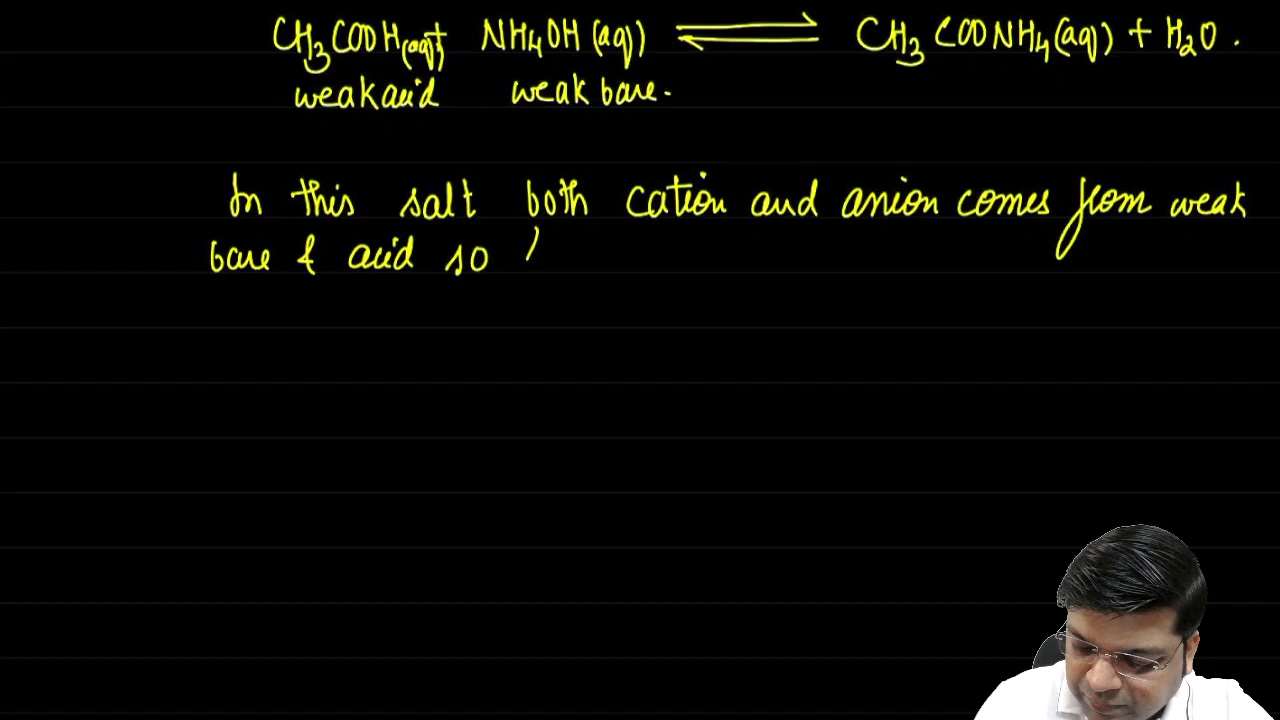 CH3COOH(aq)+ NH4OH(aq) ⇌ CH3COONH4(aq) + H2O.
weak acid weak base.
In this salt both cation and anion comes from weak
base & acid so